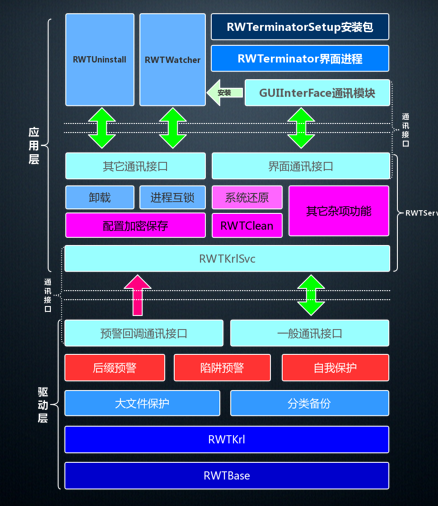 RWTUninstall
RWTWatcher
RWTerminatorSetup安装包
RWTerminator界面进程
安装
GUIInterFace通讯模块
通讯接口
应用层
其它通讯接口
界面通讯接口
卸载
进程互锁
系统还原
其它杂项功能
配置加密保存
RWTClean
RWTServ
RWTKrlSvc
通讯接口
预警回调通讯接口
一般通讯接口
驱动层
后缀预警
陷阱预警
自我保护
大文件保护
分类备份
RWTKrl
RWTBase